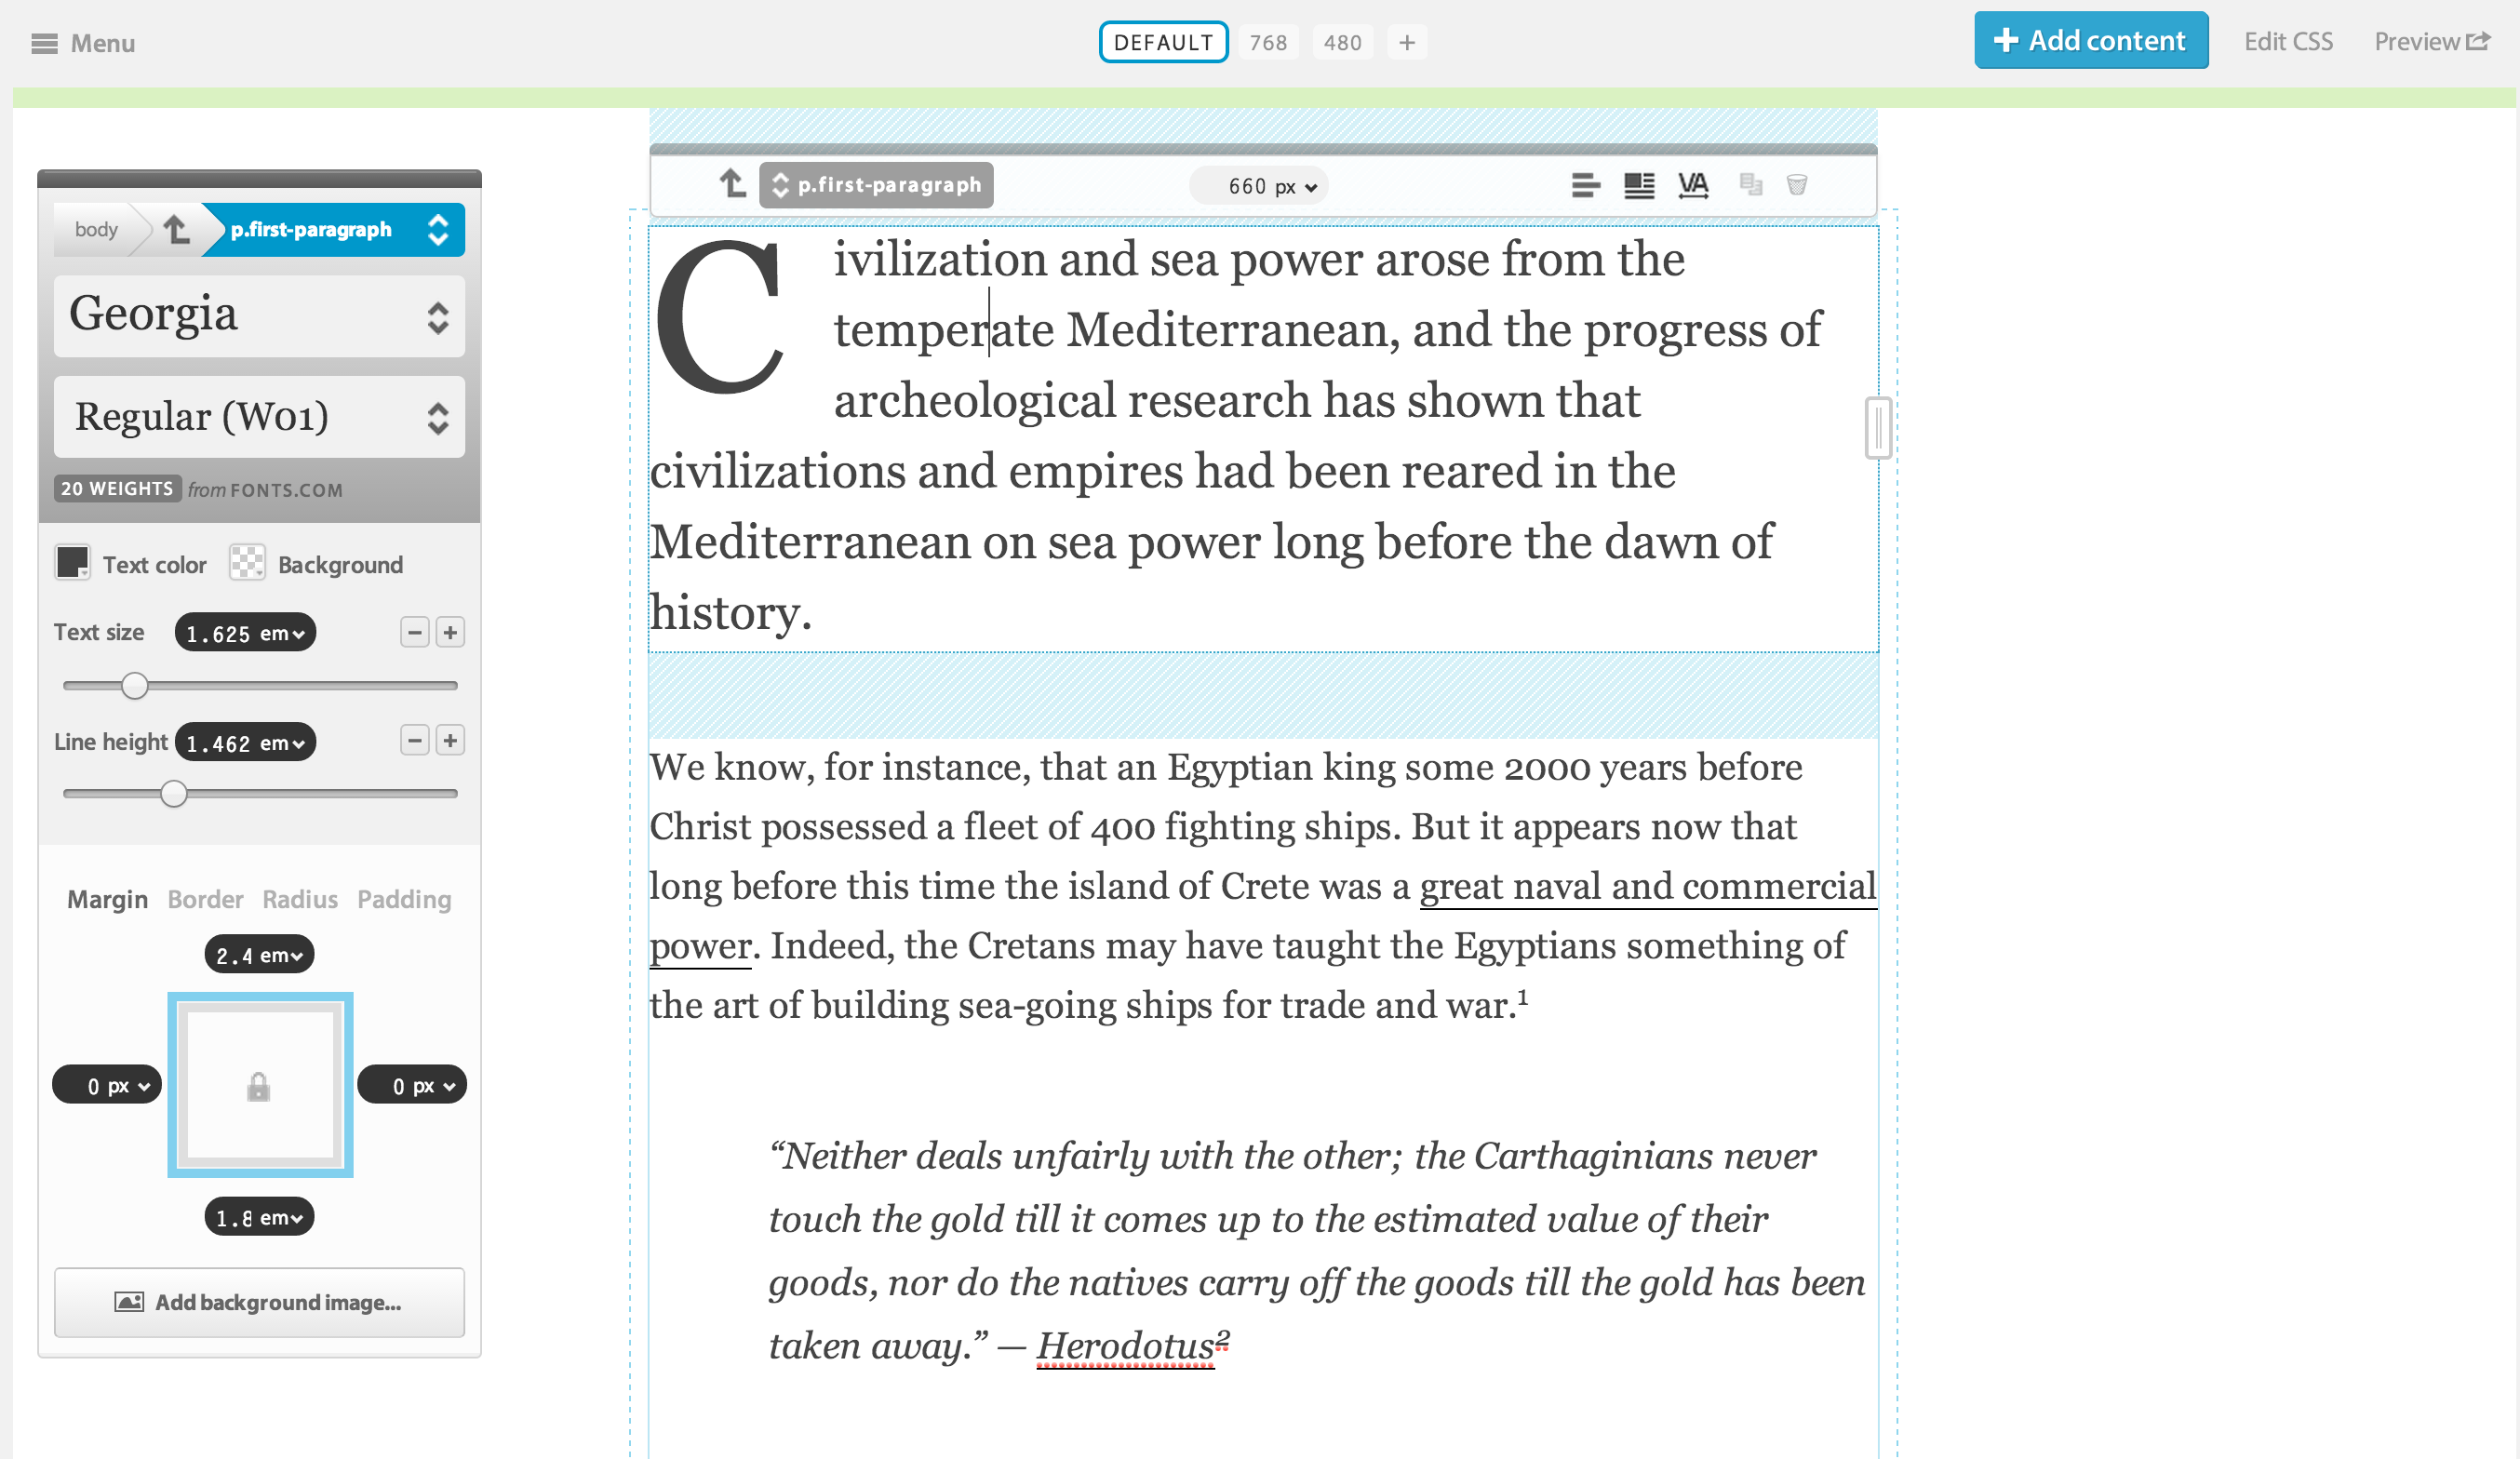 Menu
DEFAULT 768 480 +
+ Add content
Edit CSS
Preview
body
p.first-paragraph
Georgia
Regular (W01)
20 WEIGHTS from FONTS.COM
Text color Background
Text size 1.625 em
Line height 1.462 em
Margin Border Radius Padding
2.4 em
0 px 0 px
1.8 em
Add background image...
p.first-paragraph
660 px
VA
Civilization and sea power arose from the
temperate Mediterranean, and the progress of
archeological research has shown that
civilizations and empires had been reared in the
Mediterranean on sea power long before the dawn of
history.
We know, for instance, that an Egyptian king some 2000 years before
Christ possessed a fleet of 400 fighting ships. But it appears now that
long before this time the island of Crete was a great naval and commercial
power. Indeed, the Cretans may have taught the Egyptians something of
the art of building sea-going ships for trade and war.¹
“Neither deals unfairly with the other; the Carthaginians never
touch the gold till it comes up to the estimated value of their
goods, nor do the natives carry off the goods till the gold has been
taken away.” — Herodotus²